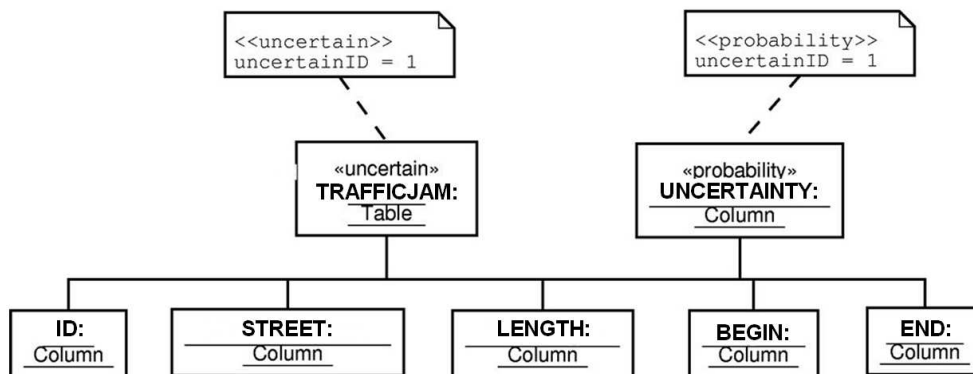 <<uncertain>>
uncertainID = 1
<<probability>>
uncertainID = 1
«uncertain»
TRAFFICJAM:
Table
«probability»
UNCERTAINTY:
Column
ID:
Column
STREET:
Column
LENGTH:
Column
BEGIN:
Column
END:
Column